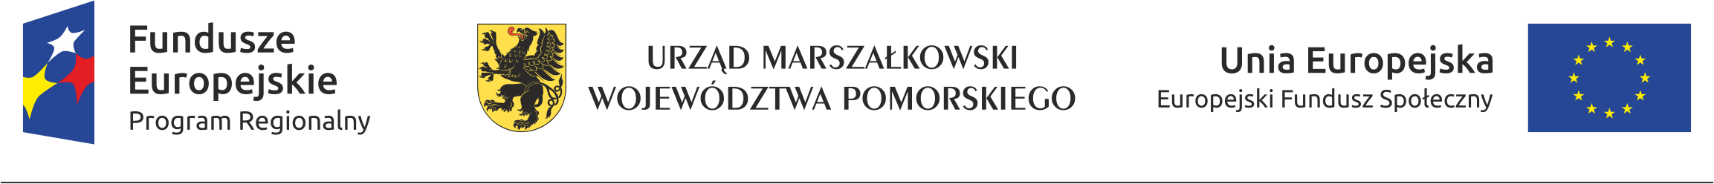 Fundusze
Europejskie
Program Regionalny
URZĄD MARSZAŁKOWSKI
WOJEWÓDZTWA POMORSKIEGO
Unia Europejska
Europejski Fundusz Społeczny